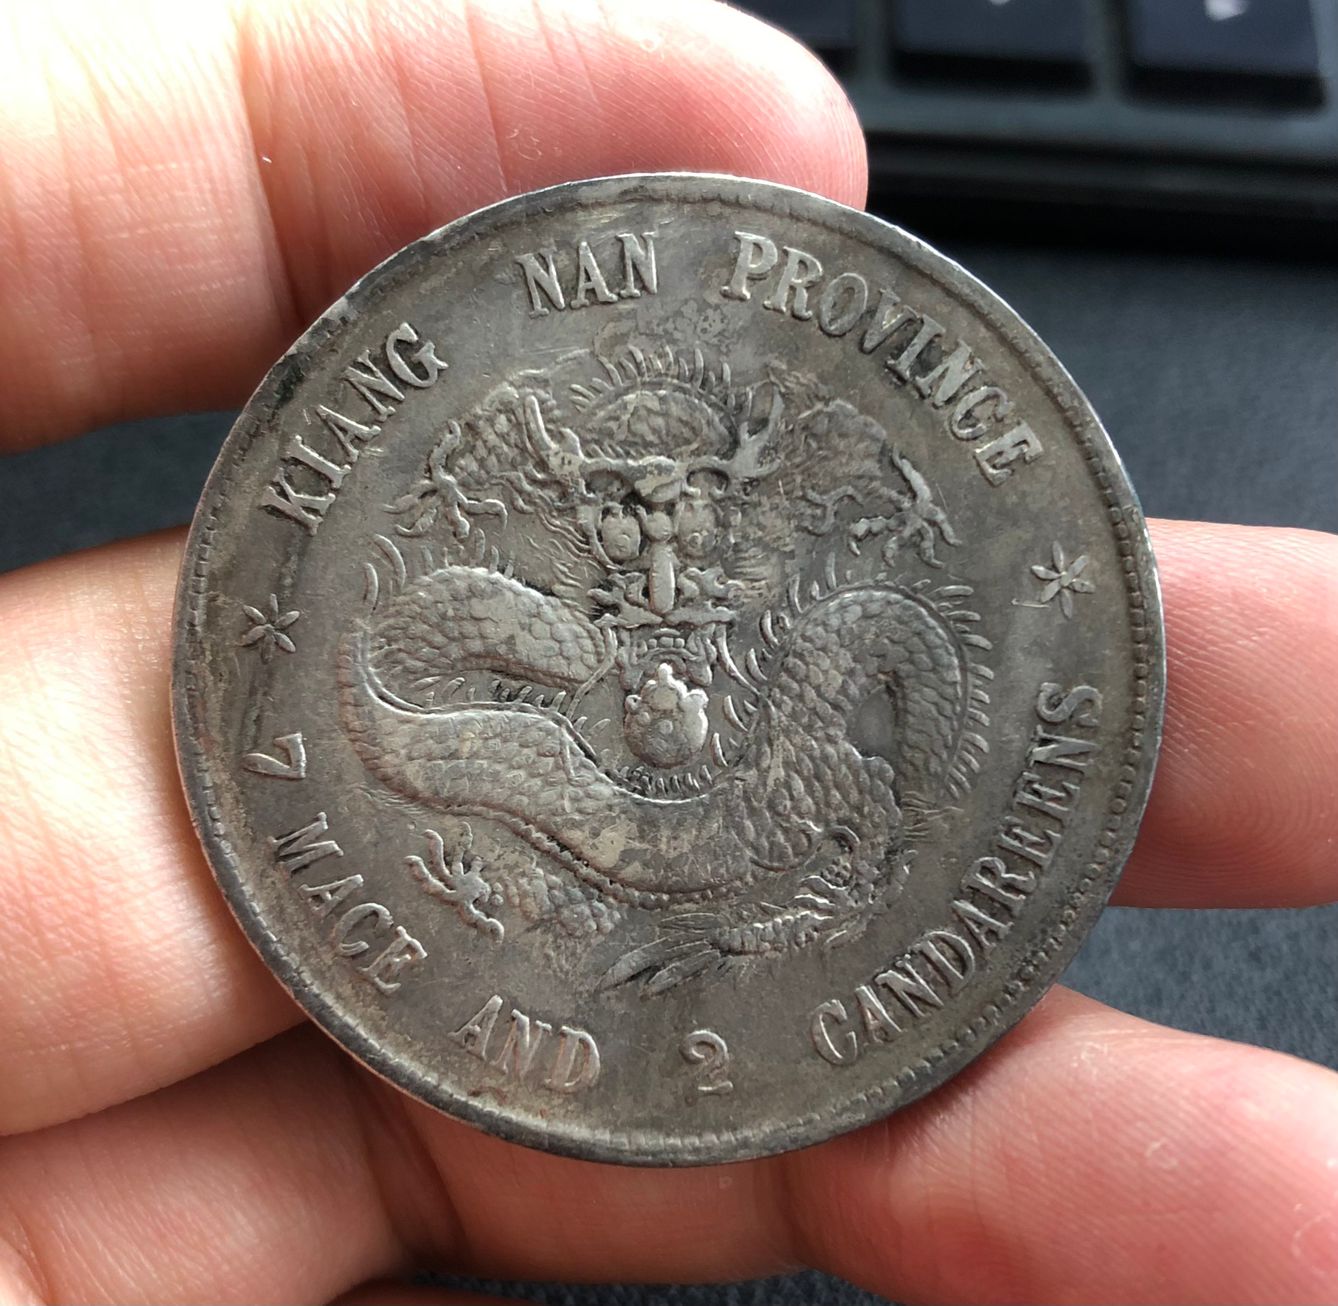 KIANG NAN PROVINCE
7 MACE AND 2 CANDAREENS